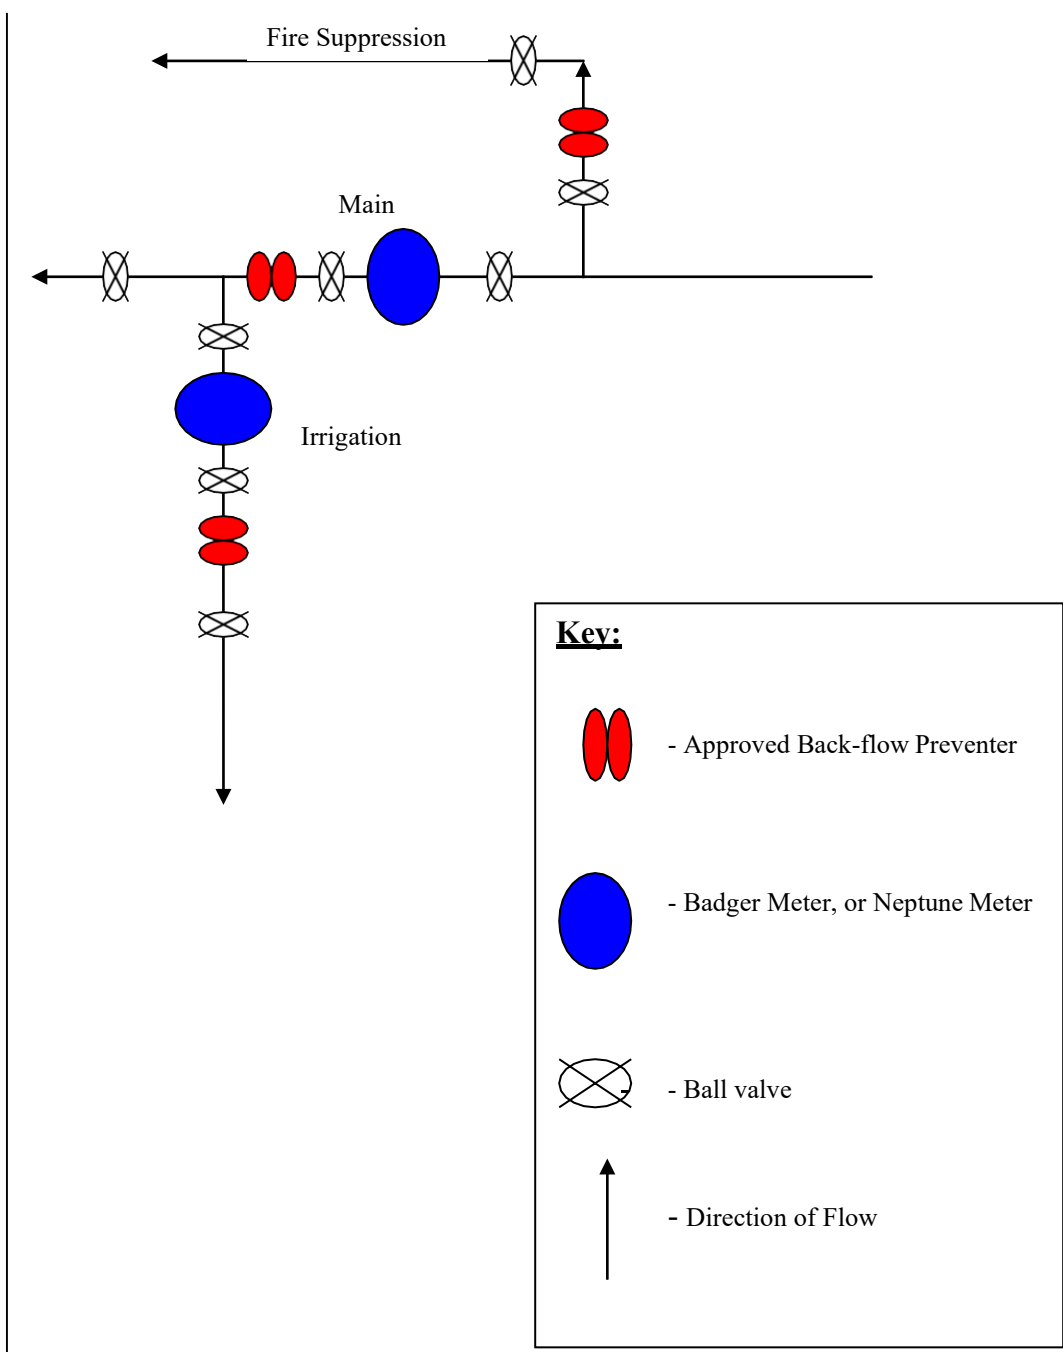 Fire Suppression
Main
Irrigation
Key:
- Approved Back-flow Preventer
- Badger Meter, or Neptune Meter
- Ball valve
- Direction of Flow